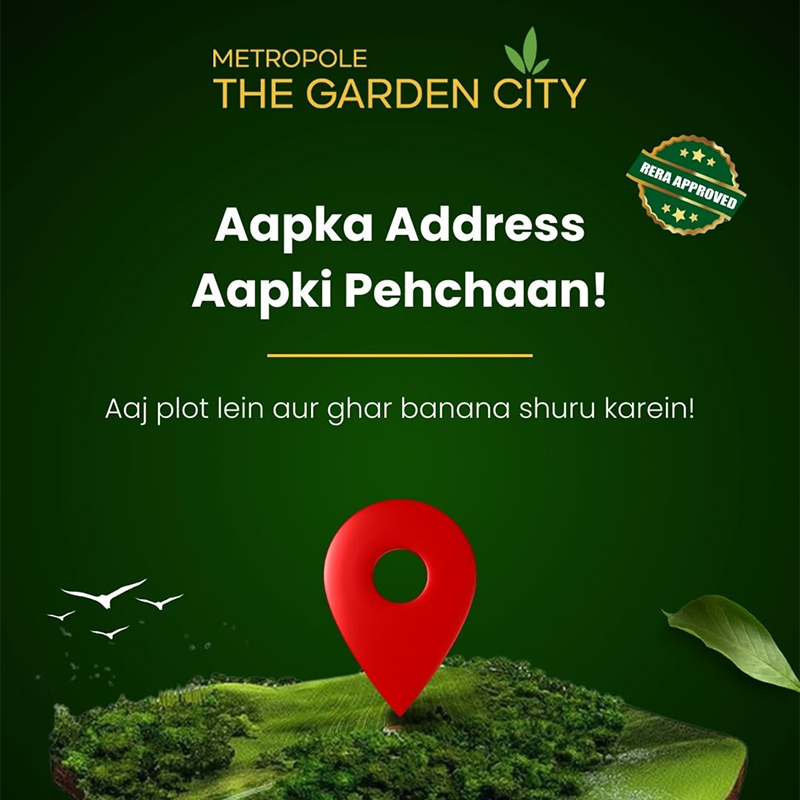 METROPOLE
THE GARDEN CITY
RERA APPROVED
Aapka Address
Aapki Pehchaan!
Aaj plot lein aur ghar banana shuru karein!